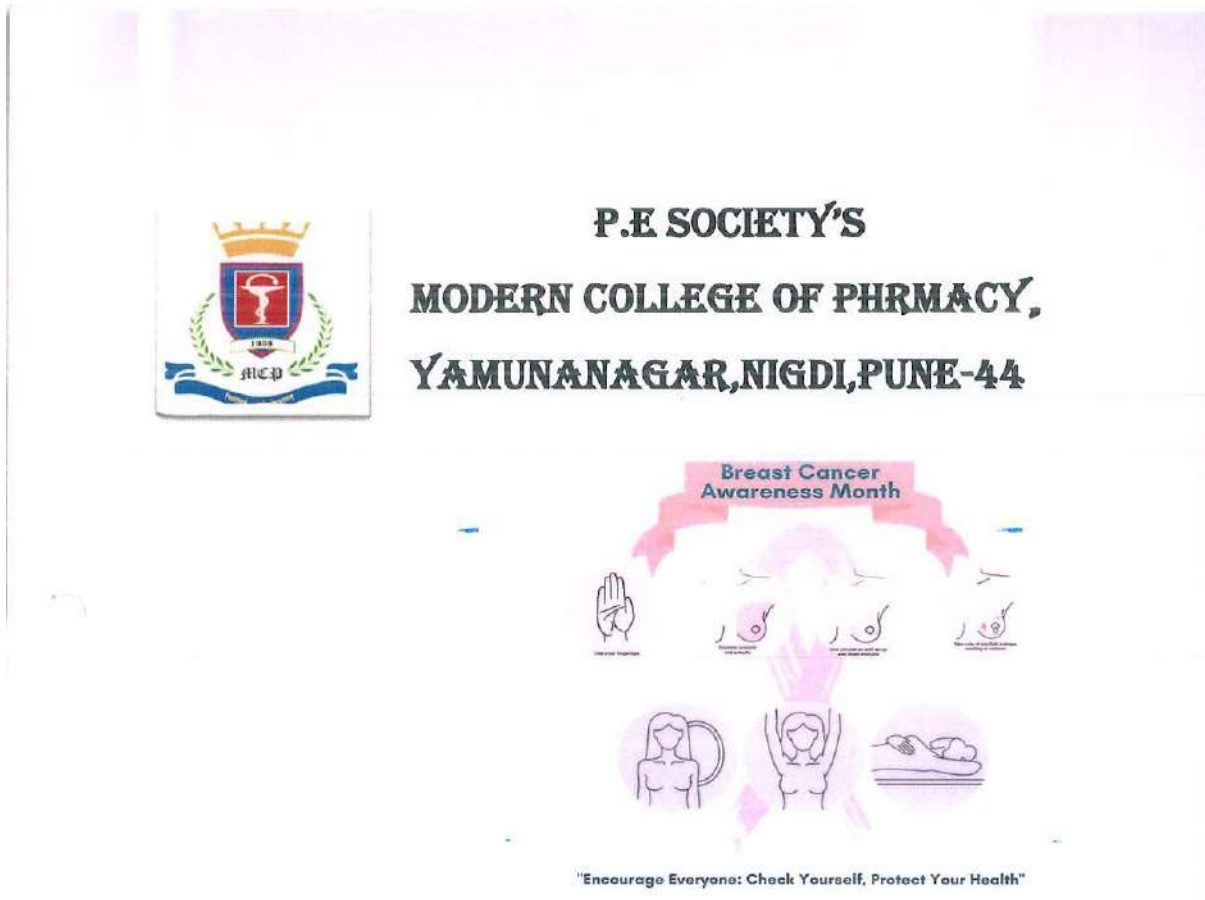 P.E SOCIETY'S
MODERN COLLEGE OF PHRMACY,
YAMUNANAGAR,NIGDI,PUNE-44
MCP
Breast Cancer
Awareness Month
"Encourage Everyone: Check Yourself, Protect Your Health"